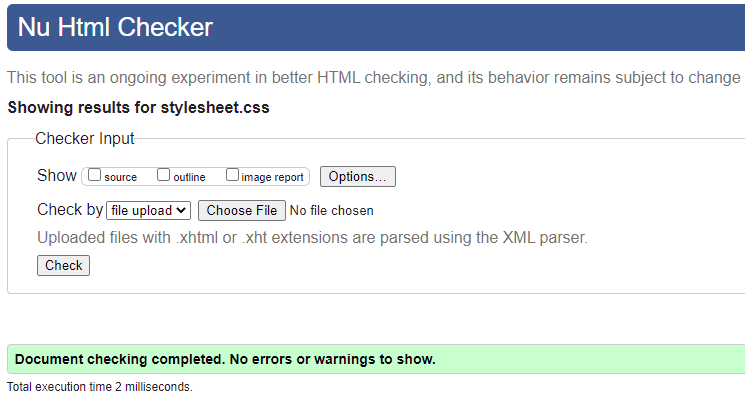 Nu Html Checker
This tool is an ongoing experiment in better HTML checking, and its behavior remains subject to change
Showing results for stylesheet.css
Checker Input
Show source outline image report Options...
Check by file upload Choose File No file chosen
Uploaded files with .xhtml or .xht extensions are parsed using the XML parser.
Check
Document checking completed. No errors or warnings to show.
Total execution time 2 milliseconds.